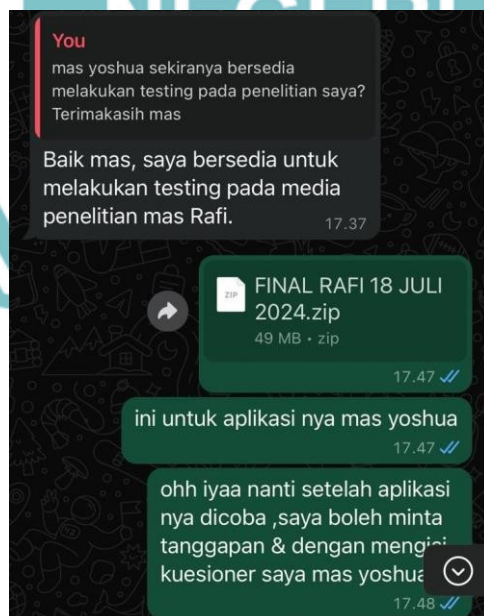 You
mas yoshua sekiranya bersedia
melakukan testing pada penelitian saya?
Terimakasih mas
Baik mas, saya bersedia untuk
melakukan testing pada media
penelitian mas Rafi.
17.37
ZIP
FINAL RAFI 18 JULI
2024.zip
49 MB • zip
17.47
ini untuk aplikasi nya mas yoshua
17.47
ohh iyaa nanti setelah aplikasi
nya dicoba ,saya boleh minta
tanggapan & dengan mengisi
kuesioner saya mas yoshua
17.48